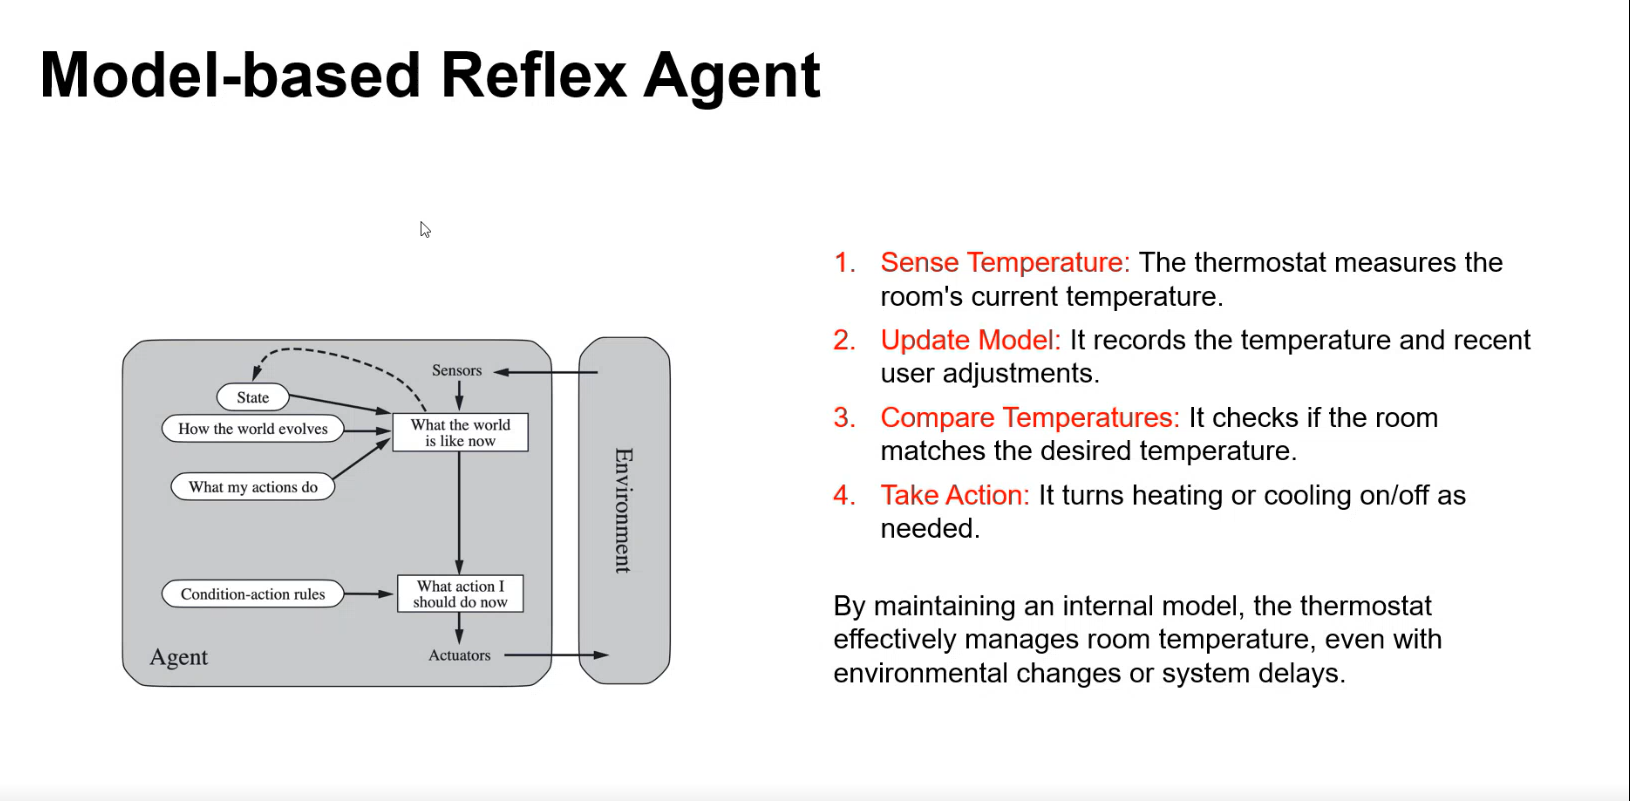 Model-based Reflex Agent
Sensors
State
How the world evolves
What the world
is like now
What my actions do
Condition-action rules
What action I
should do now
Agent
Actuators
Environment
1. Sense Temperature: The thermostat measures the
room's current temperature.
2. Update Model: It records the temperature and recent
user adjustments.
3. Compare Temperatures: It checks if the room
matches the desired temperature.
4. Take Action: It turns heating or cooling on/off as
needed.
By maintaining an internal model, the thermostat
effectively manages room temperature, even with
environmental changes or system delays.